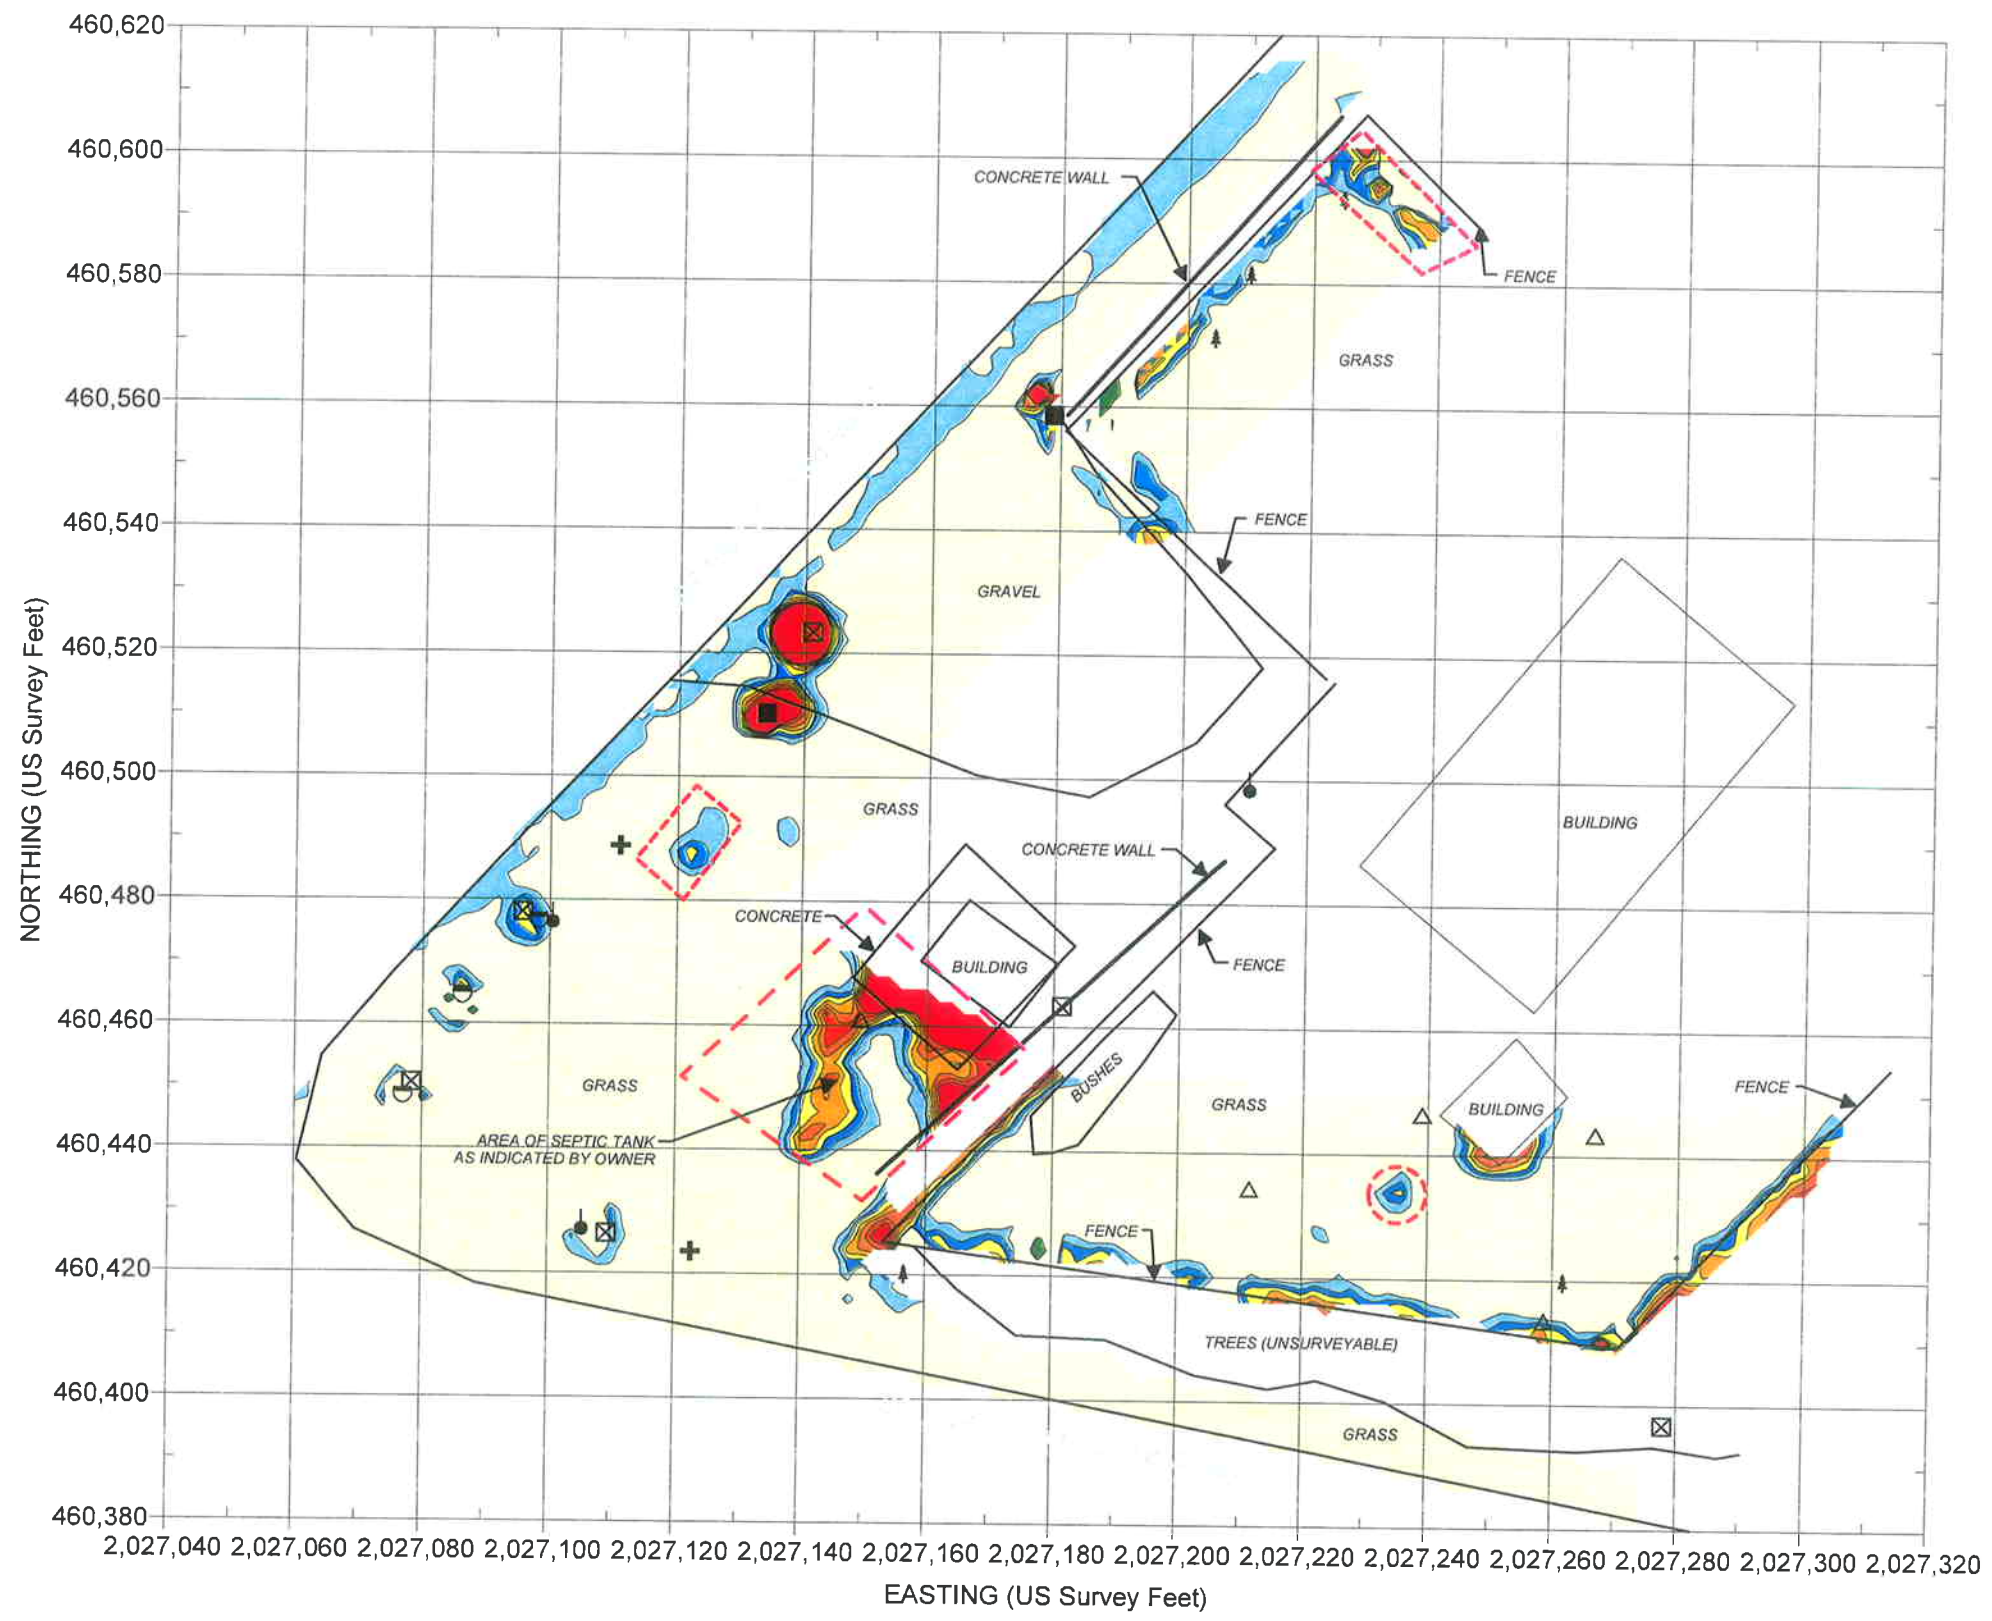 460,620
460,600
CONCRETE WALL
460,580
FENCE
GRASS
460,560
460,540
FENCE
GRAVEL
460,520
460,500
GRASS
BUILDING
CONCRETE WALL
460,480
CONCRETE
BUILDING
FENCE
460,460
BUSHES
GRASS
FENCE
GRASS
BUILDING
460,440
AREA OF SEPTIC TANK
AS INDICATED BY OWNER
FENCE
460,420
TREES (UNSURVEYABLE)
460,400
GRASS
460,380
NORTHING (US Survey Feet)
2,027,040 2,027,060 2,027,080 2,027,100 2,027,120 2,027,140 2,027,160 2,027,180 2,027,200 2,027,220 2,027,240 2,027,260 2,027,280 2,027,300 2,027,320
EASTING (US Survey Feet)